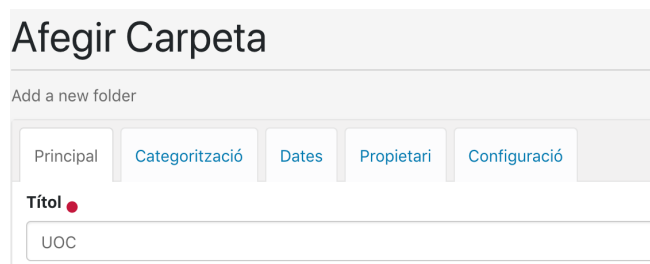 Afegir Carpeta
Add a new folder
Principal Categorització Dates Propietari Configuració
Títol
UOC